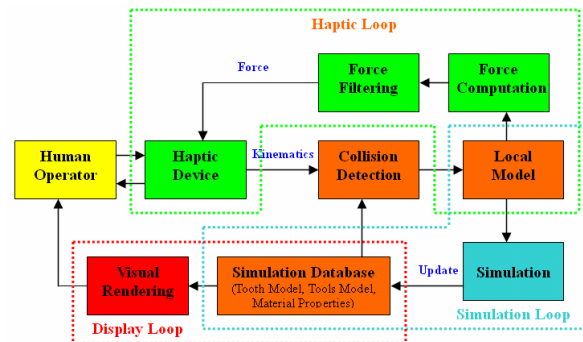 Haptic Loop
Force
Force
Filtering
Force
Computation
Human
Operator
Haptic
Device
Kinematics
Collision
Detection
Local
Model
Visual
Rendering
Simulation Database
(Tooth Model, Tools Model,
Material Properties)
Update
Simulation
Display Loop
Simulation Loop